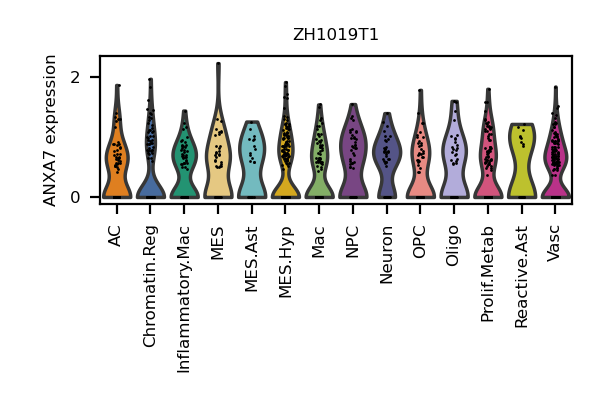 ZH1019T1
ANXA7 expression
2
0
AC
Chromatin.Reg
Inflammatory.Mac
MES
MES.Ast
MES.Hyp
Mac
NPC
Neuron
OPC
Oligo
Prolif.Metab
Reactive.Ast
Vasc